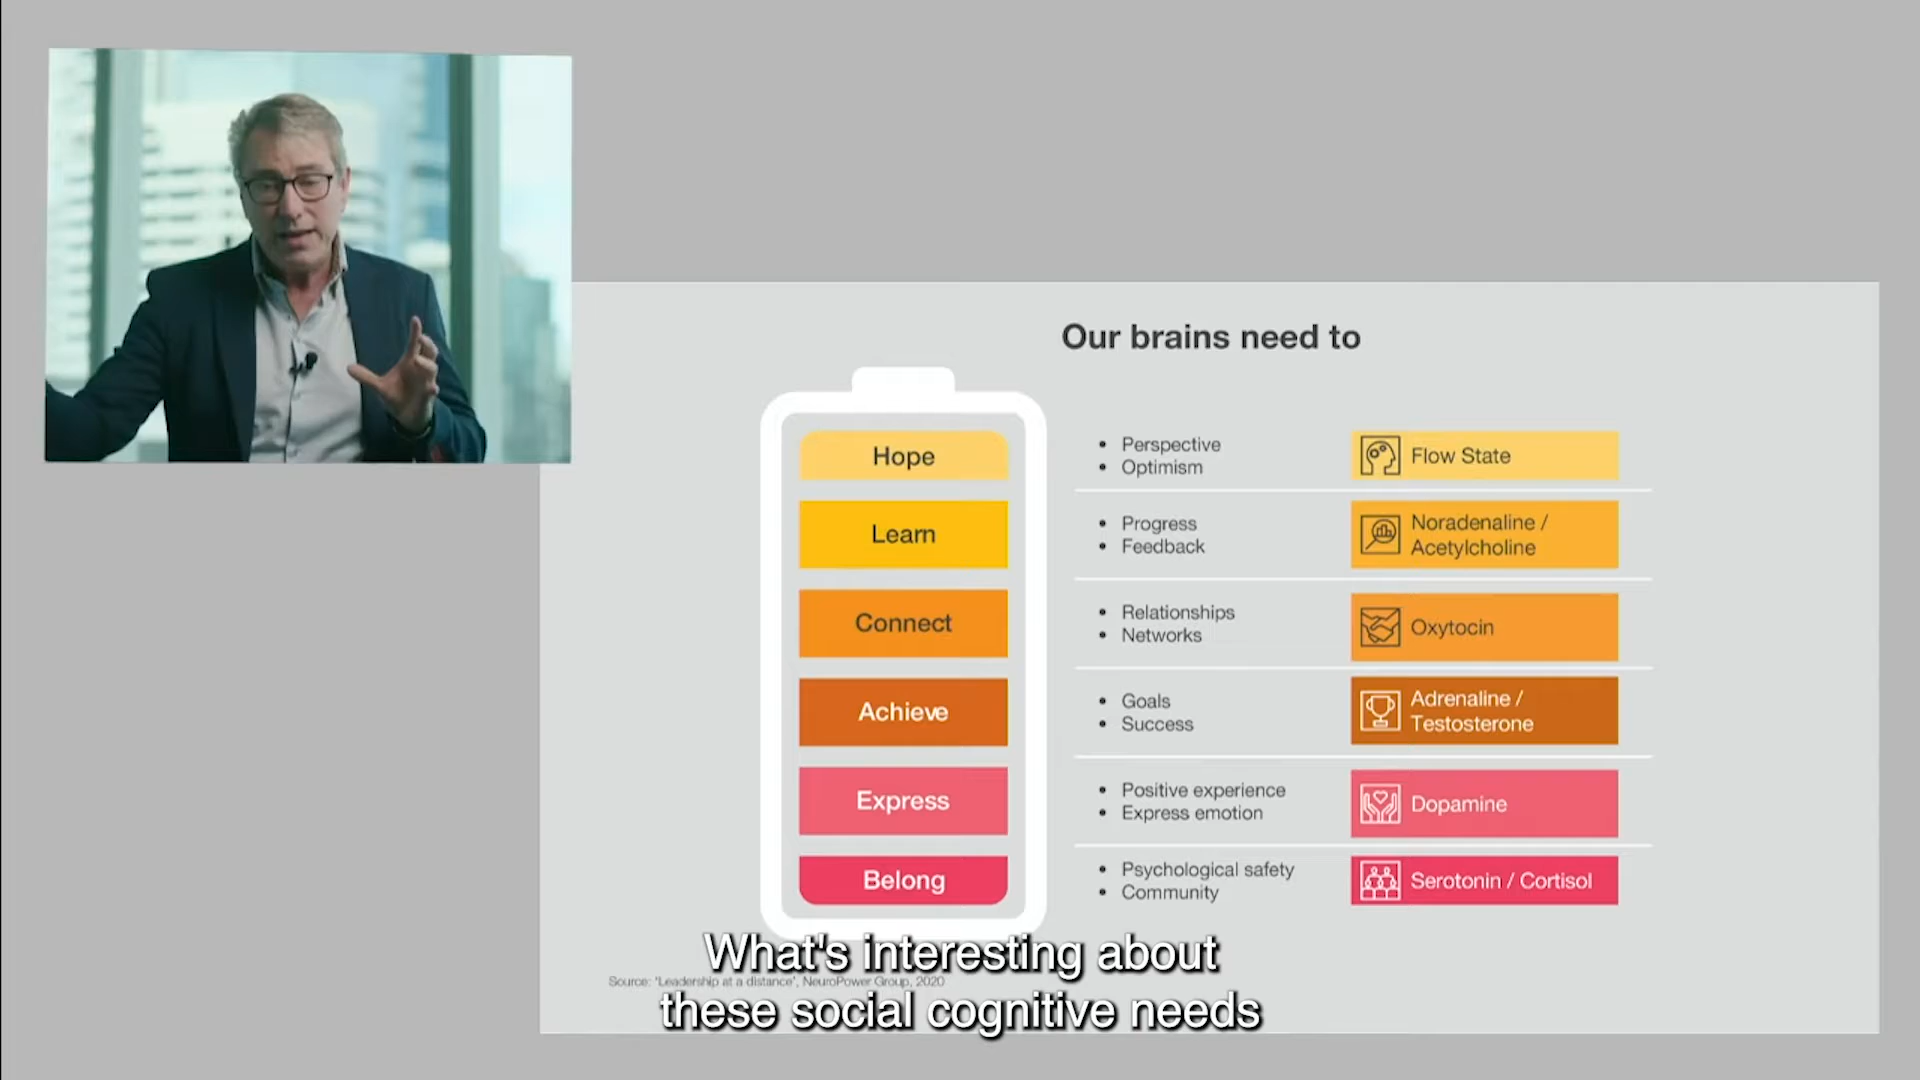 Our brains need to
Hope
• Perspective
• Optimism
Flow State
Learn
• Progress
• Feedback
Noradenaline /
Acetylcholine
Connect
• Relationships
• Networks
Oxytocin
Achieve
• Goals
• Success
Adrenaline /
Testosterone
Express
• Positive experience
• Express emotion
Dopamine
Belong
• Psychological safety
• Community
Serotonin / Cortisol
Source: 'Leadership at a distance', NeuroPower Group, 2020
What's interesting about
these social cognitive needs